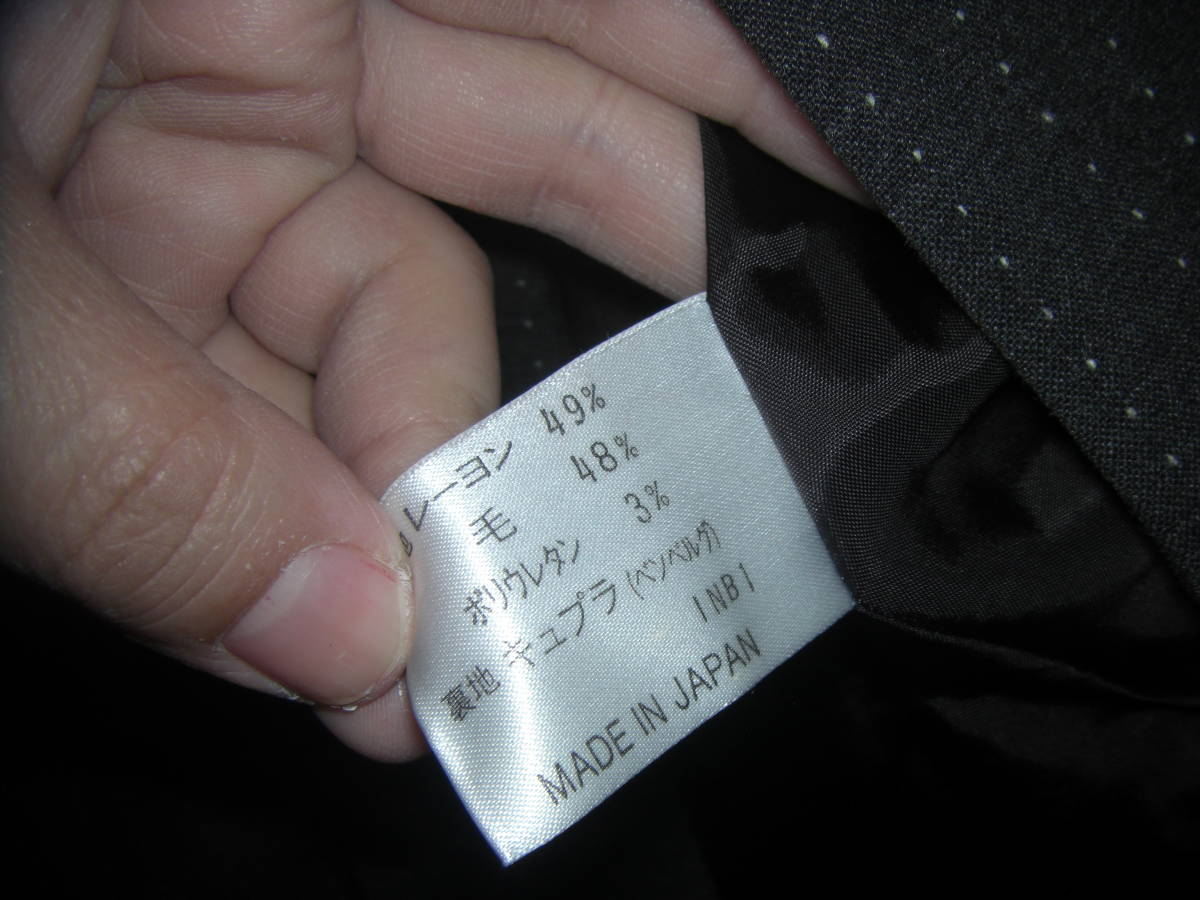 レーヨン 49%
毛 48%
ポリウレタン 3%
裏地 キュプラ (ベンベルグ)
INB1
MADE IN JAPAN